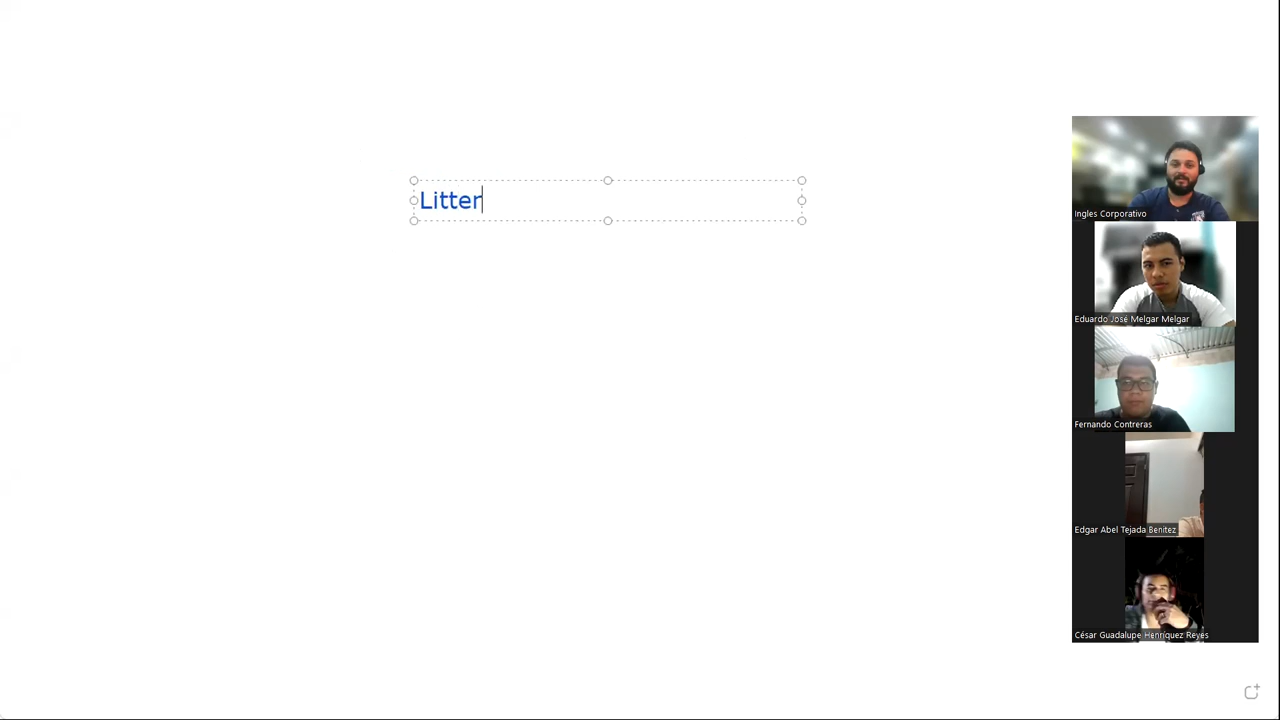 Litter
Ingles Corporativo
Eduardo José Melgar Melgar
Fernando Contreras
Edgar Abel Tejada Benitez
César Guadalupe Henríquez Reyes